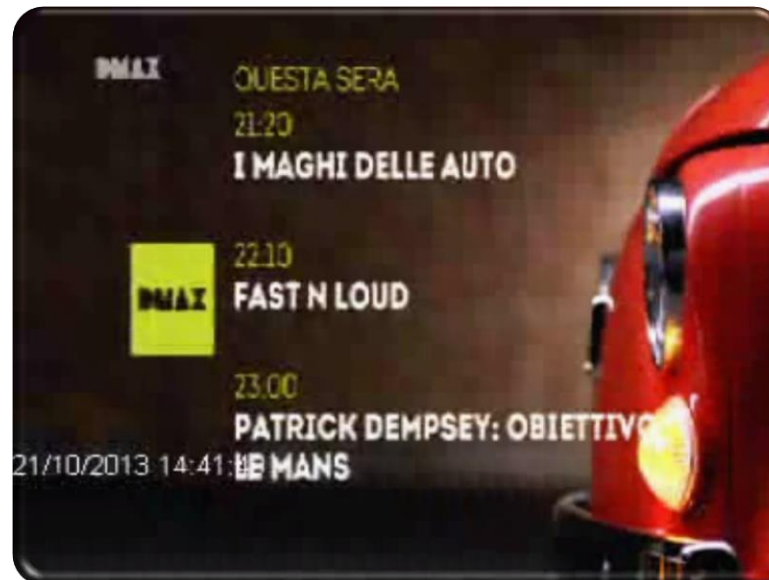 DMAX
QUESTA SERA
21:20
I MAGHI DELLE AUTO
22:10
DMAX
FAST N LOUD
23:00
PATRICK DEMPSEY: OBIETTIVO
21/10/2013 14:41:
LE MANS